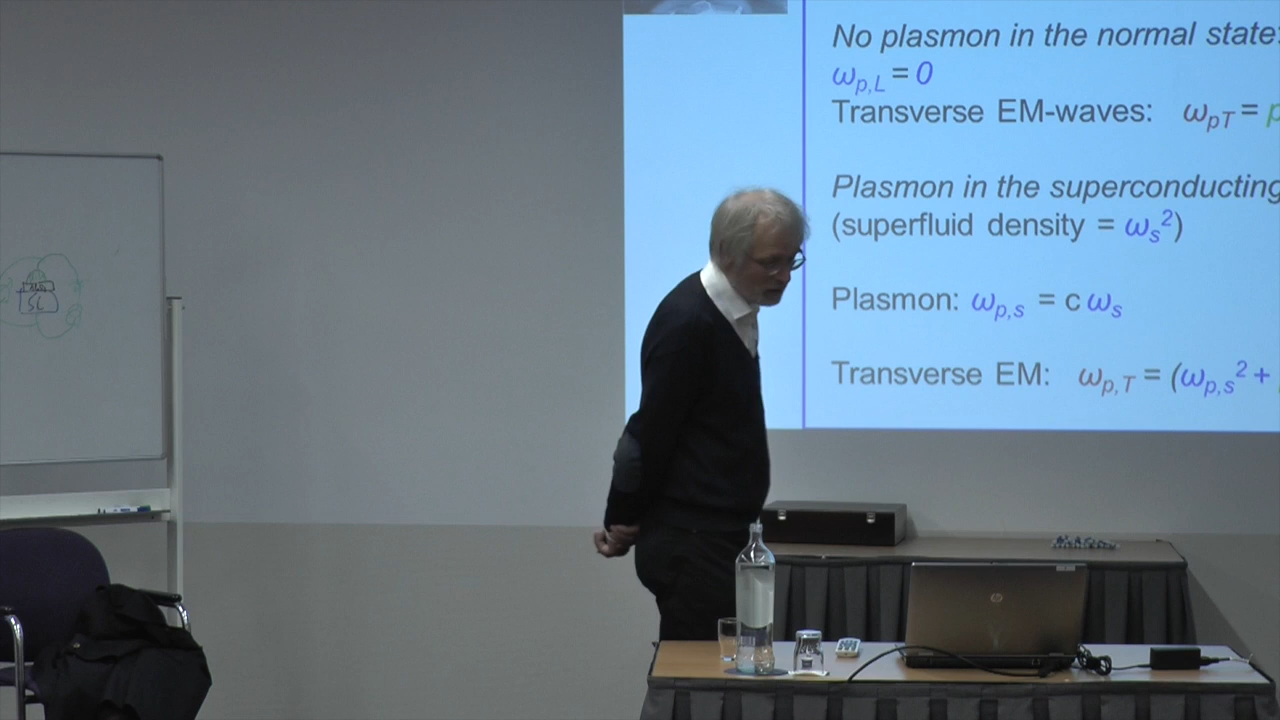 No plasmon in the normal state:
ωp,L = 0
Transverse EM-waves: ωpT = p
Plasmon in the superconducting
(superfluid density = ωs²)
Plasmon: ωp,s = c ωs
Transverse EM: ωp,T = (ωp,s² +
SC
hp